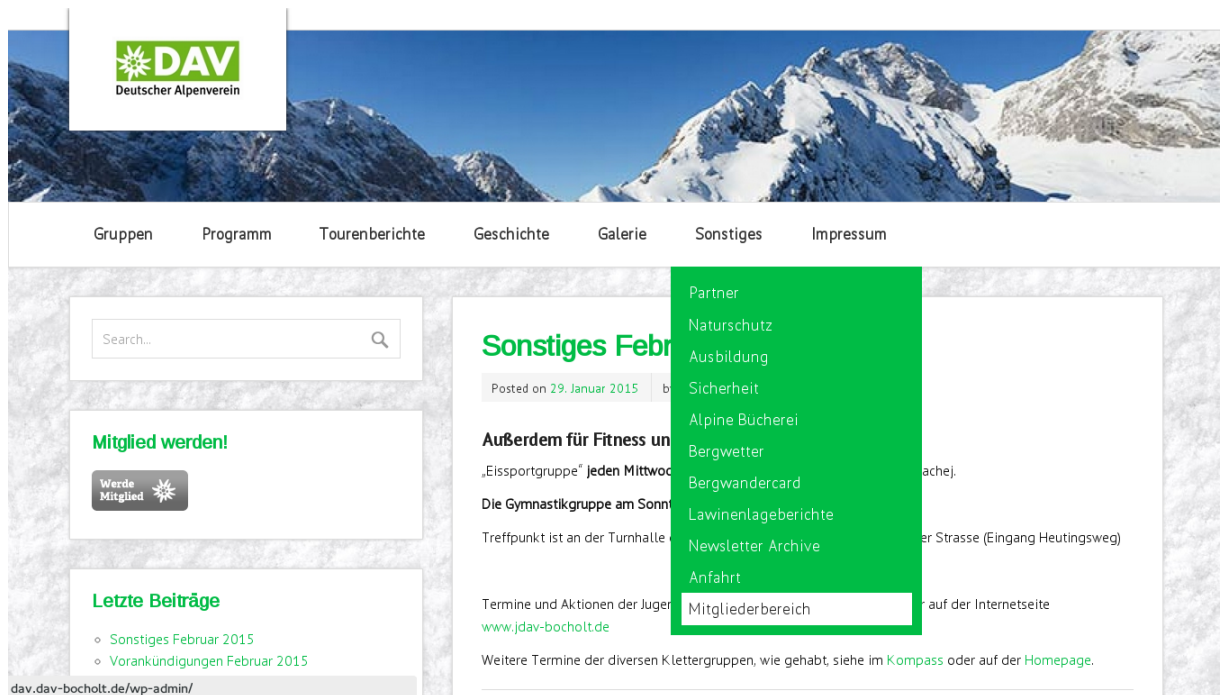 DAV
Deutscher Alpenverein
Gruppen Programm Tourenberichte Geschichte Galerie Sonstiges Impressum
Partner
Naturschutz
Ausbildung
Sicherheit
Alpine Bücherei
Bergwetter
Bergwandercard
Lawinenlageberichte
Newsletter Archive
Anfahrt
Mitgliederbereich
Search...
Mitglied werden!
Werde
Mitglied
Letzte Beiträge
Sonstiges Februar 2015
Vorankündigungen Februar 2015
Sonstiges Febr
Posted on 29. Januar 2015
Außerdem für Fitness un
„Eissportgruppe“ jeden Mittwoc achej.
Die Gymnastikgruppe am Sonnt
Treffpunkt ist an der Turnhalle er Strasse (Eingang Heutingsweg)
Termine und Aktionen der Juger r auf der Internetseite
www.jdav-bocholt.de
Weitere Termine der diversen Klettergruppen, wie gehabt, siehe im Kompass oder auf der Homepage.
dav.dav-bocholt.de/wp-admin/